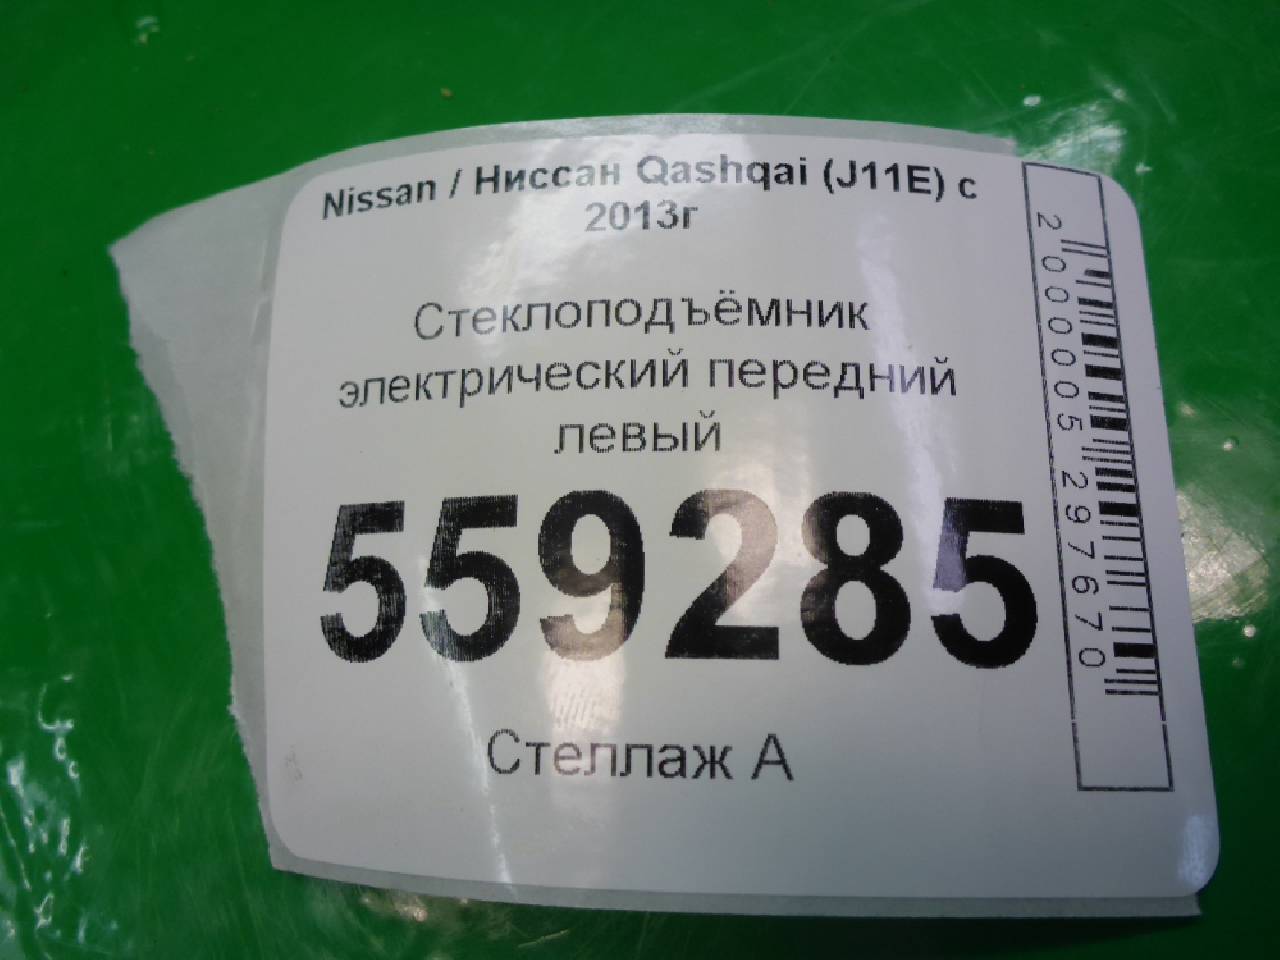 Nissan / Ниссан Qashqai (J11E) с
2013г
Стеклоподъёмник
электрический передний
левый
559285
Стеллаж А
2000005297670